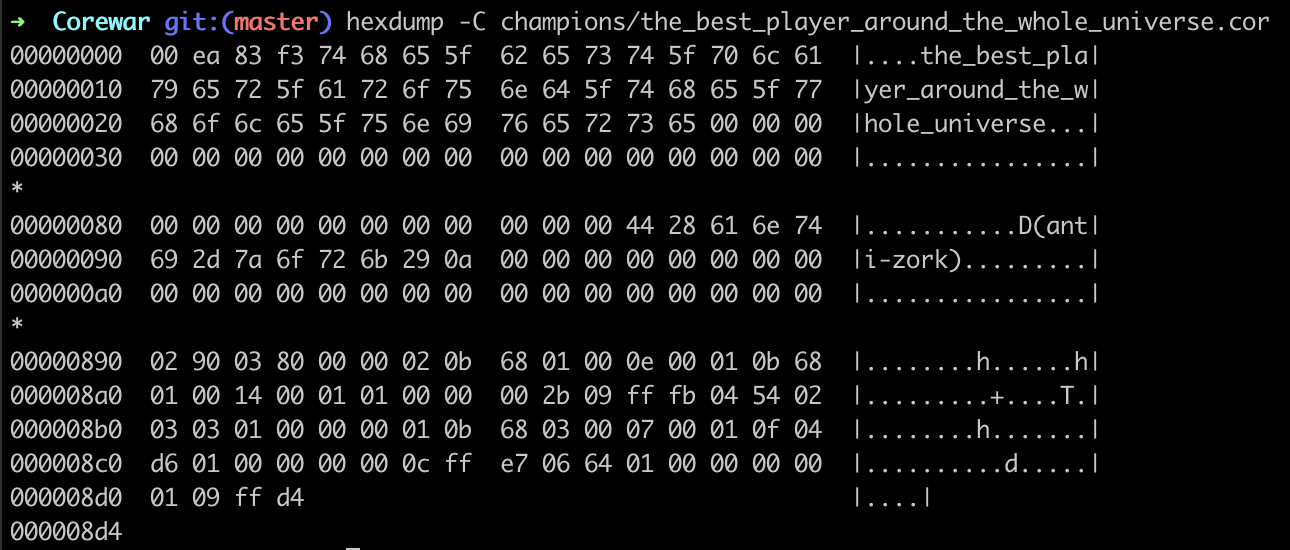 → Corewar git:(master) hexdump -C champions/the_best_player_around_the_whole_universe.cor
00000000  00 ea 83 f3 74 68 65 5f  62 65 73 74 5f 70 6c 61  |....the_best_pla|
00000010  79 65 72 5f 61 72 6f 75  6e 64 5f 74 68 65 5f 77  |yer_around_the_w|
00000020  68 6f 6c 65 5f 75 6e 69  76 65 72 73 65 00 00 00  |hole_universe...|
00000030  00 00 00 00 00 00 00 00  00 00 00 00 00 00 00 00  |................|
*
00000080  00 00 00 00 00 00 00 00  00 00 00 44 28 61 6e 74  |...........D(ant|
00000090  69 2d 7a 6f 72 6b 29 0a  00 00 00 00 00 00 00 00  |i-zork).........|
000000a0  00 00 00 00 00 00 00 00  00 00 00 00 00 00 00 00  |................|
*
00000890  02 90 03 80 00 00 02 0b  68 01 00 0e 00 01 0b 68  |........h......h|
000008a0  01 00 14 00 01 01 00 00  00 2b 09 ff fb 04 54 02  |.........+....T.|
000008b0  03 03 01 00 00 00 01 0b  68 03 00 07 00 01 0f 04  |........h.......|
000008c0  d6 01 00 00 00 00 0c ff  e7 06 64 01 00 00 00 00  |..........d.....|
000008d0  01 09 ff d4                                       |....|
000008d4